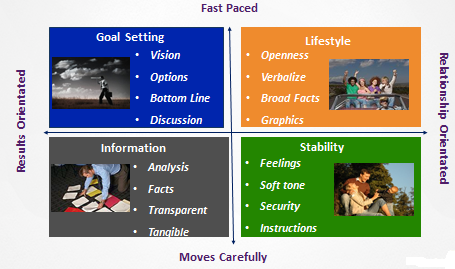 Fast Paced
Goal Setting
Vision
Options
Bottom Line
Discussion
Lifestyle
Openness
Verbalize
Broad Facts
Graphics
Results Orientated
Relationship Orientated
Information
Analysis
Facts
Transparent
Tangible
Stability
Feelings
Soft tone
Security
Instructions
Moves Carefully